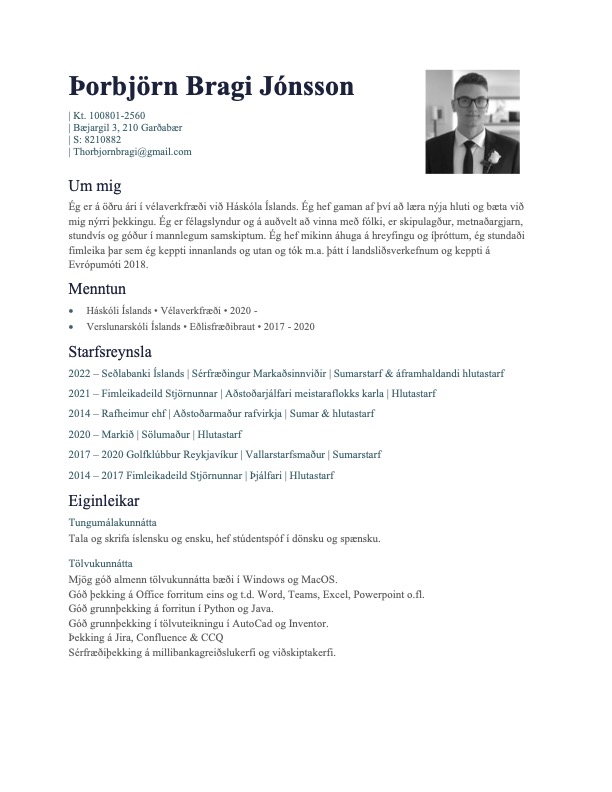 Þorbjörn Bragi Jónsson
| Kt. 100801-2560
| Bæjargil 3, 210 Garðabær
| S: 8210882
| Thorbjornbragi@gmail.com
Um mig
Ég er á öðru ári í vélaverkfræði við Háskóla Íslands. Ég hef gaman af því að læra nýja hluti og bæta við
mig nýrri þekkingu. Ég er félagslyndur og á auðvelt að vinna með fólki, er skipulagður, metnaðargjarn,
stundvís og góður í mannlegum samskiptum. Ég hef mikinn áhuga á hreyfingu og íþróttum, ég stundaði
fimleika þar sem ég keppti innanlands og utan og tók m.a. þátt í landsliðsverkefnum og keppti á
Evrópumóti 2018.
Menntun
• Háskóli Íslands • Vélaverkfræði • 2020 -
• Verslunarskóli Íslands • Eðlisfræðibraut • 2017 - 2020
Starfsreynsla
2022 – Seðlabanki Íslands | Sérfræðingur Markaðsinnviðir | Sumarstarf & áframhaldandi hlutastarf
2021 – Fimleikadeild Stjörnunnar | Aðstoðarjálfari meistaraflokks karla | Hlutastarf
2014 – Rafheimur ehf | Aðstoðarmaður rafvirkja | Sumar & hlutastarf
2020 – Markið | Sölumaður | Hlutastarf
2017 – 2020 Golfklúbbur Reykjavíkur | Vallarstarfsmaður | Sumarstarf
2014 – 2017 Fimleikadeild Stjörnunnar | Þjálfari | Hlutastarf
Eiginleikar
Tungumálakunnátta
Tala og skrifa íslensku og ensku, hef stúdentspóf í dönsku og spænsku.
Tölvukunnátta
Mjög góð almenn tölvukunnátta bæði í Windows og MacOS.
Góð þekking á Office forritum eins og t.d. Word, Teams, Excel, Powerpoint o.fl.
Góð grunnþekking á forritun í Python og Java.
Góð grunnþekking í tölvuteikningu í AutoCad og Inventor.
Þekking á Jira, Confluence & CCQ
Sérfræðiþekking á millibankagreiðslukerfi og viðskiptakerfi.